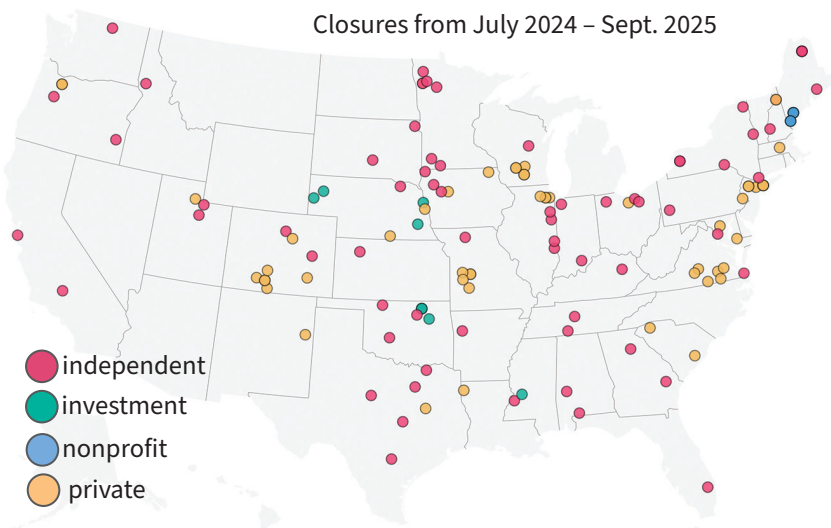 Closures from July 2024 – Sept. 2025
independent
investment
nonprofit
private